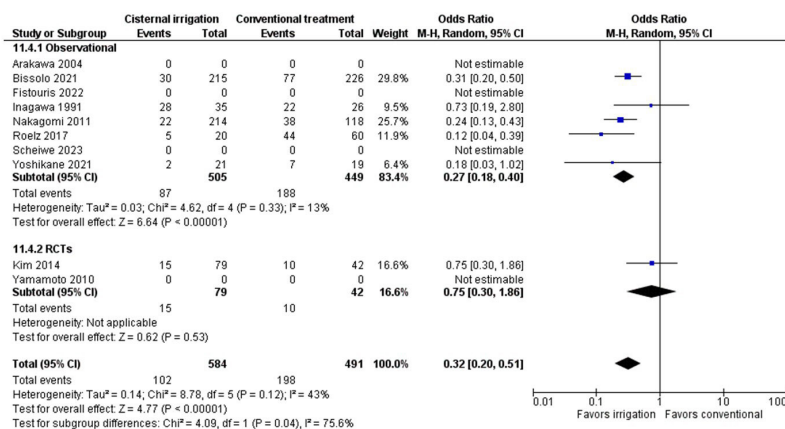 Cisternal irrigation Conventional treatment Odds Ratio Odds Ratio
Study or Subgroup Events Total Events Total Weight M-H, Random, 95% CI M-H, Random, 95% CI
11.4.1 Observational
Arakawa 2004 0 0 0 0 Not estimable
Bissolo 2021 30 215 77 226 29.8% 0.31 [0.20, 0.50]
Fistouris 2022 0 0 0 0 Not estimable
Inagawa 1991 28 35 22 26 9.5% 0.73 [0.19, 2.80]
Nakagomi 2011 22 214 38 118 25.7% 0.24 [0.13, 0.43]
Roelz 2017 5 20 44 60 11.9% 0.12 [0.04, 0.39]
Scheiwe 2023 0 0 0 0 Not estimable
Yoshikane 2021 2 21 7 19 6.4% 0.18 [0.03, 1.02]
Subtotal (95% CI) 505 449 83.4% 0.27 [0.18, 0.40]
Total events 87 188
Heterogeneity: Tau² = 0.03; Chi² = 4.62, df = 4 (P = 0.33); I² = 13%
Test for overall effect: Z = 6.64 (P < 0.00001)
11.4.2 RCTs
Kim 2014 15 79 10 42 16.6% 0.75 [0.30, 1.86]
Yamamoto 2010 0 0 0 0 Not estimable
Subtotal (95% CI) 79 42 16.6% 0.75 [0.30, 1.86]
Total events 15 10
Heterogeneity: Not applicable
Test for overall effect: Z = 0.62 (P = 0.53)
Total (95% CI) 584 491 100.0% 0.32 [0.20, 0.51]
Total events 102 198
Heterogeneity: Tau² = 0.14; Chi² = 8.78, df = 5 (P = 0.12); I² = 43%
Test for overall effect: Z = 4.77 (P < 0.00001)
Test for subgroup differences: Chi² = 4.09, df = 1 (P = 0.04), I² = 75.6%
0.01 0.1 1 10 100
Favors irrigation Favors conventional